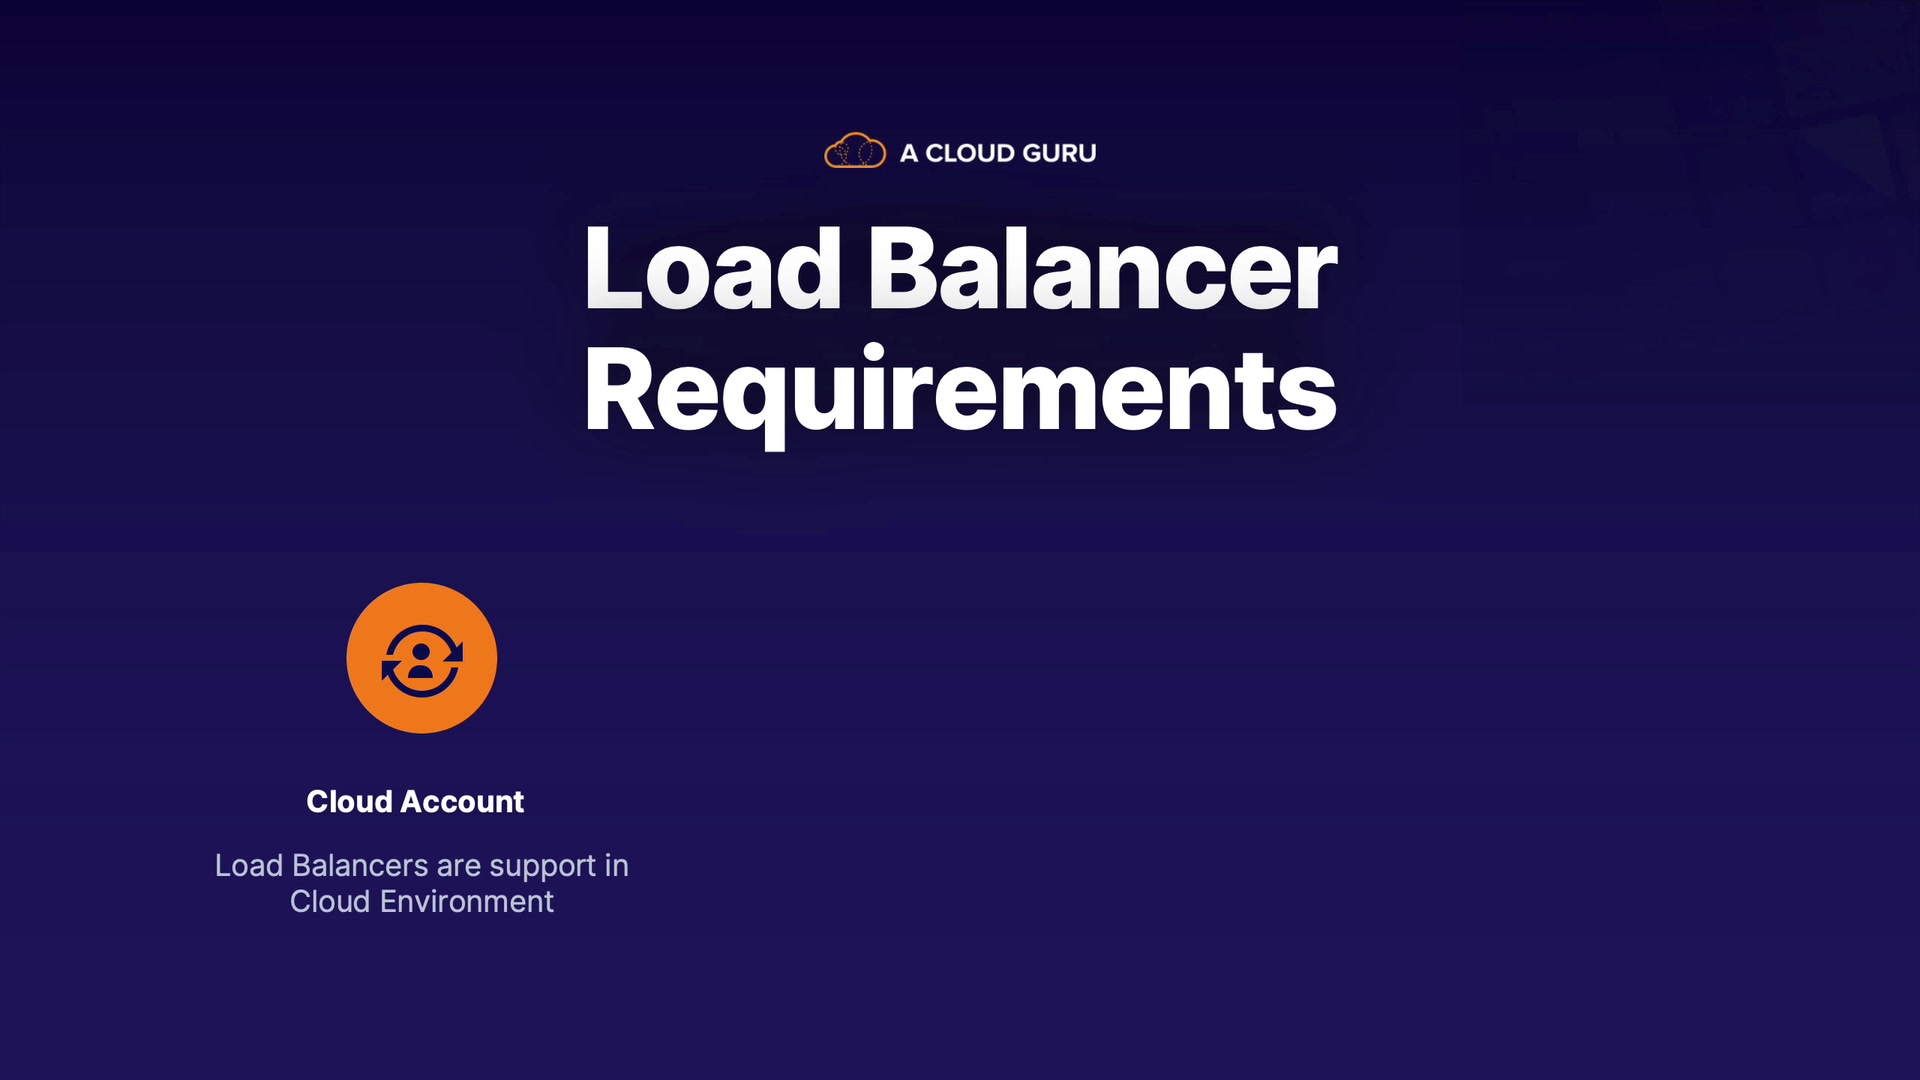 A CLOUD GURU
Load Balancer
Requirements
Cloud Account
Load Balancers are support in
Cloud Environment